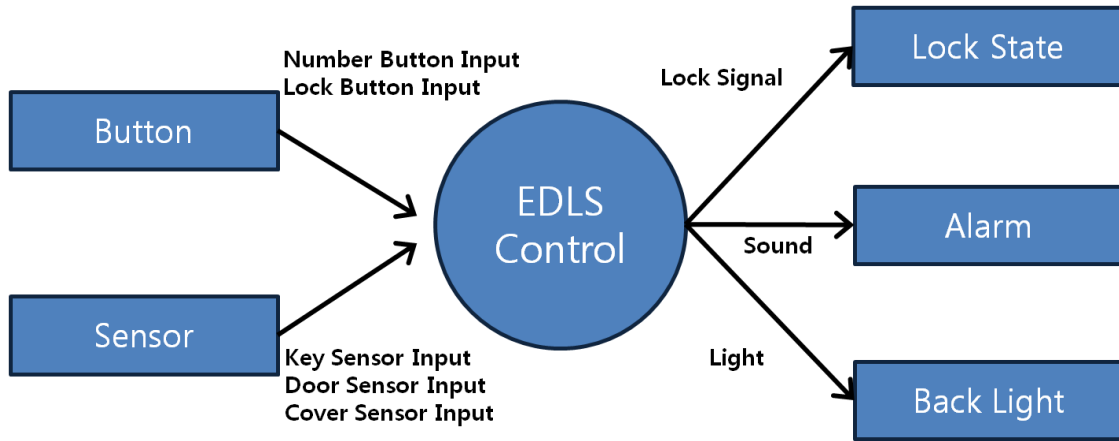 Number Button Input
Lock Button Input
Button
Sensor
Key Sensor Input
Door Sensor Input
Cover Sensor Input
EDLS
Control
Lock Signal
Sound
Light
Lock State
Alarm
Back Light